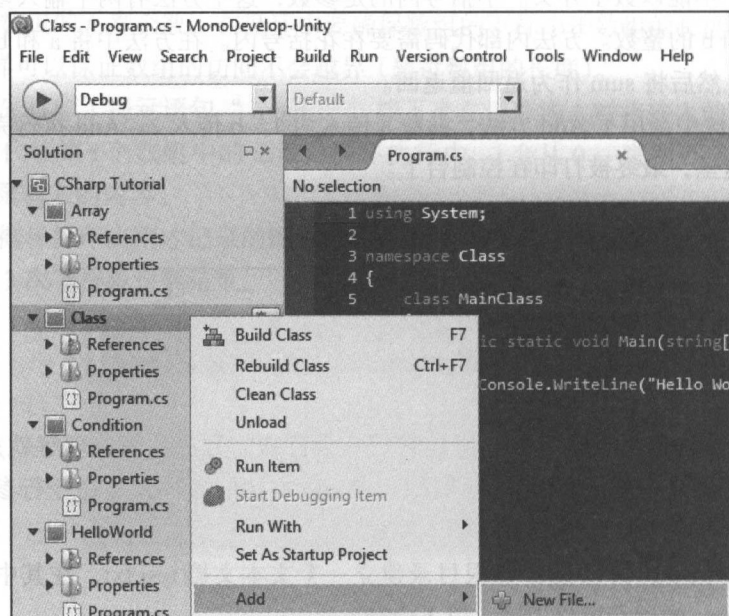 Class - Program.cs - MonoDevelop-Unity
File Edit View Search Project Build Run Version Control Tools Window Help
Debug Default
Solution
CSharp Tutorial
Array
References
Properties
Program.cs
Class
References
Properties
Program.cs
Condition
References
Properties
Program.cs
HelloWorld
References
Properties
Program.cs
Program.cs
No selection
1 using System;
2
3 namespace Class
4 {
5 class MainClass
ic static void Main(string[
Console.WriteLine("Hello Wo
Build Class F7
Rebuild Class Ctrl+F7
Clean Class
Unload
Run Item
Start Debugging Item
Run With
Set As Startup Project
Add
New File...